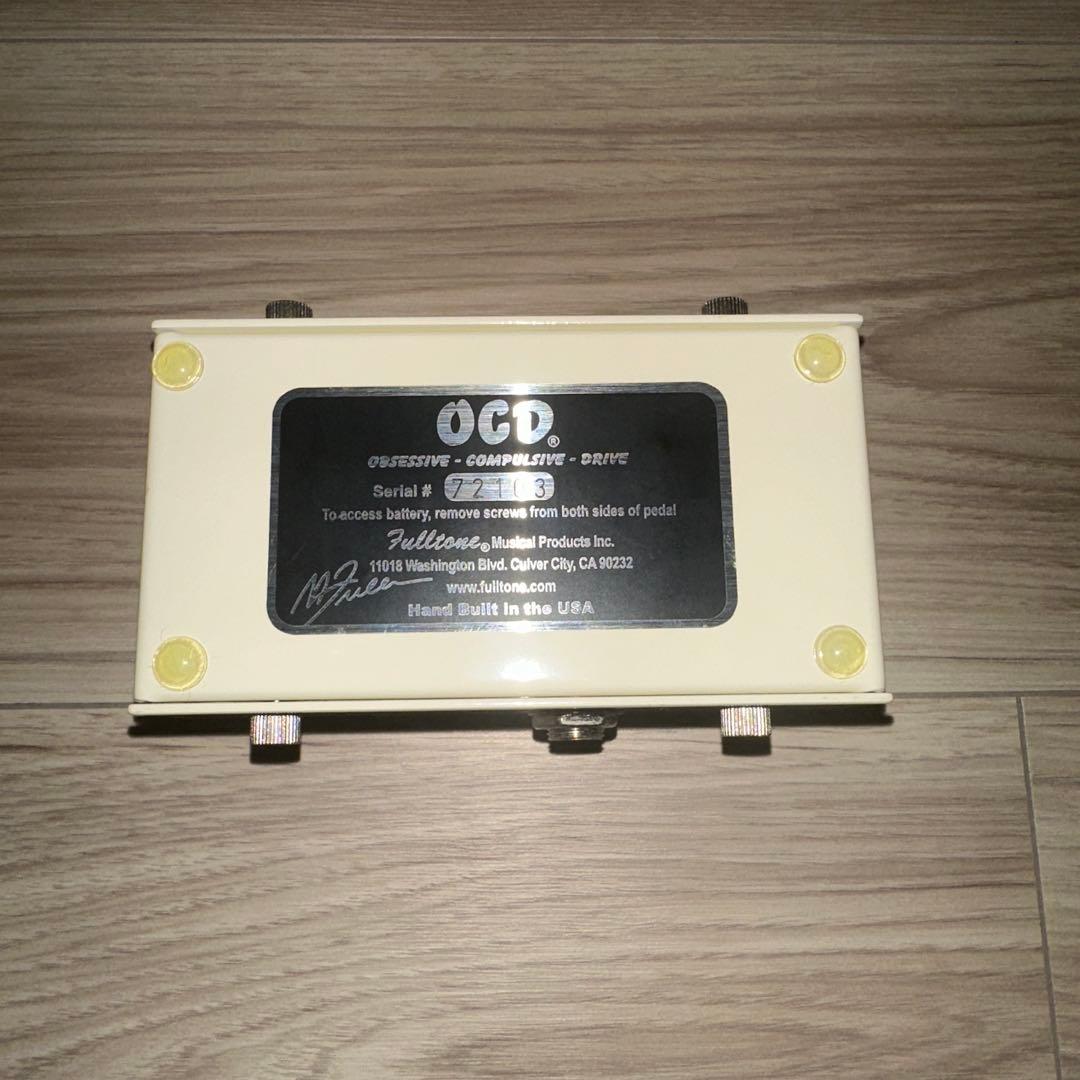 OCD®
OBSESSIVE - COMPULSIVE - DRIVE
Serial # 72103
To access battery, remove screws from both sides of pedal
Fulltone® Musical Products Inc.
11018 Washington Blvd. Culver City, CA 90232
www.fulltone.com
M Fuller
Hand Built in the USA